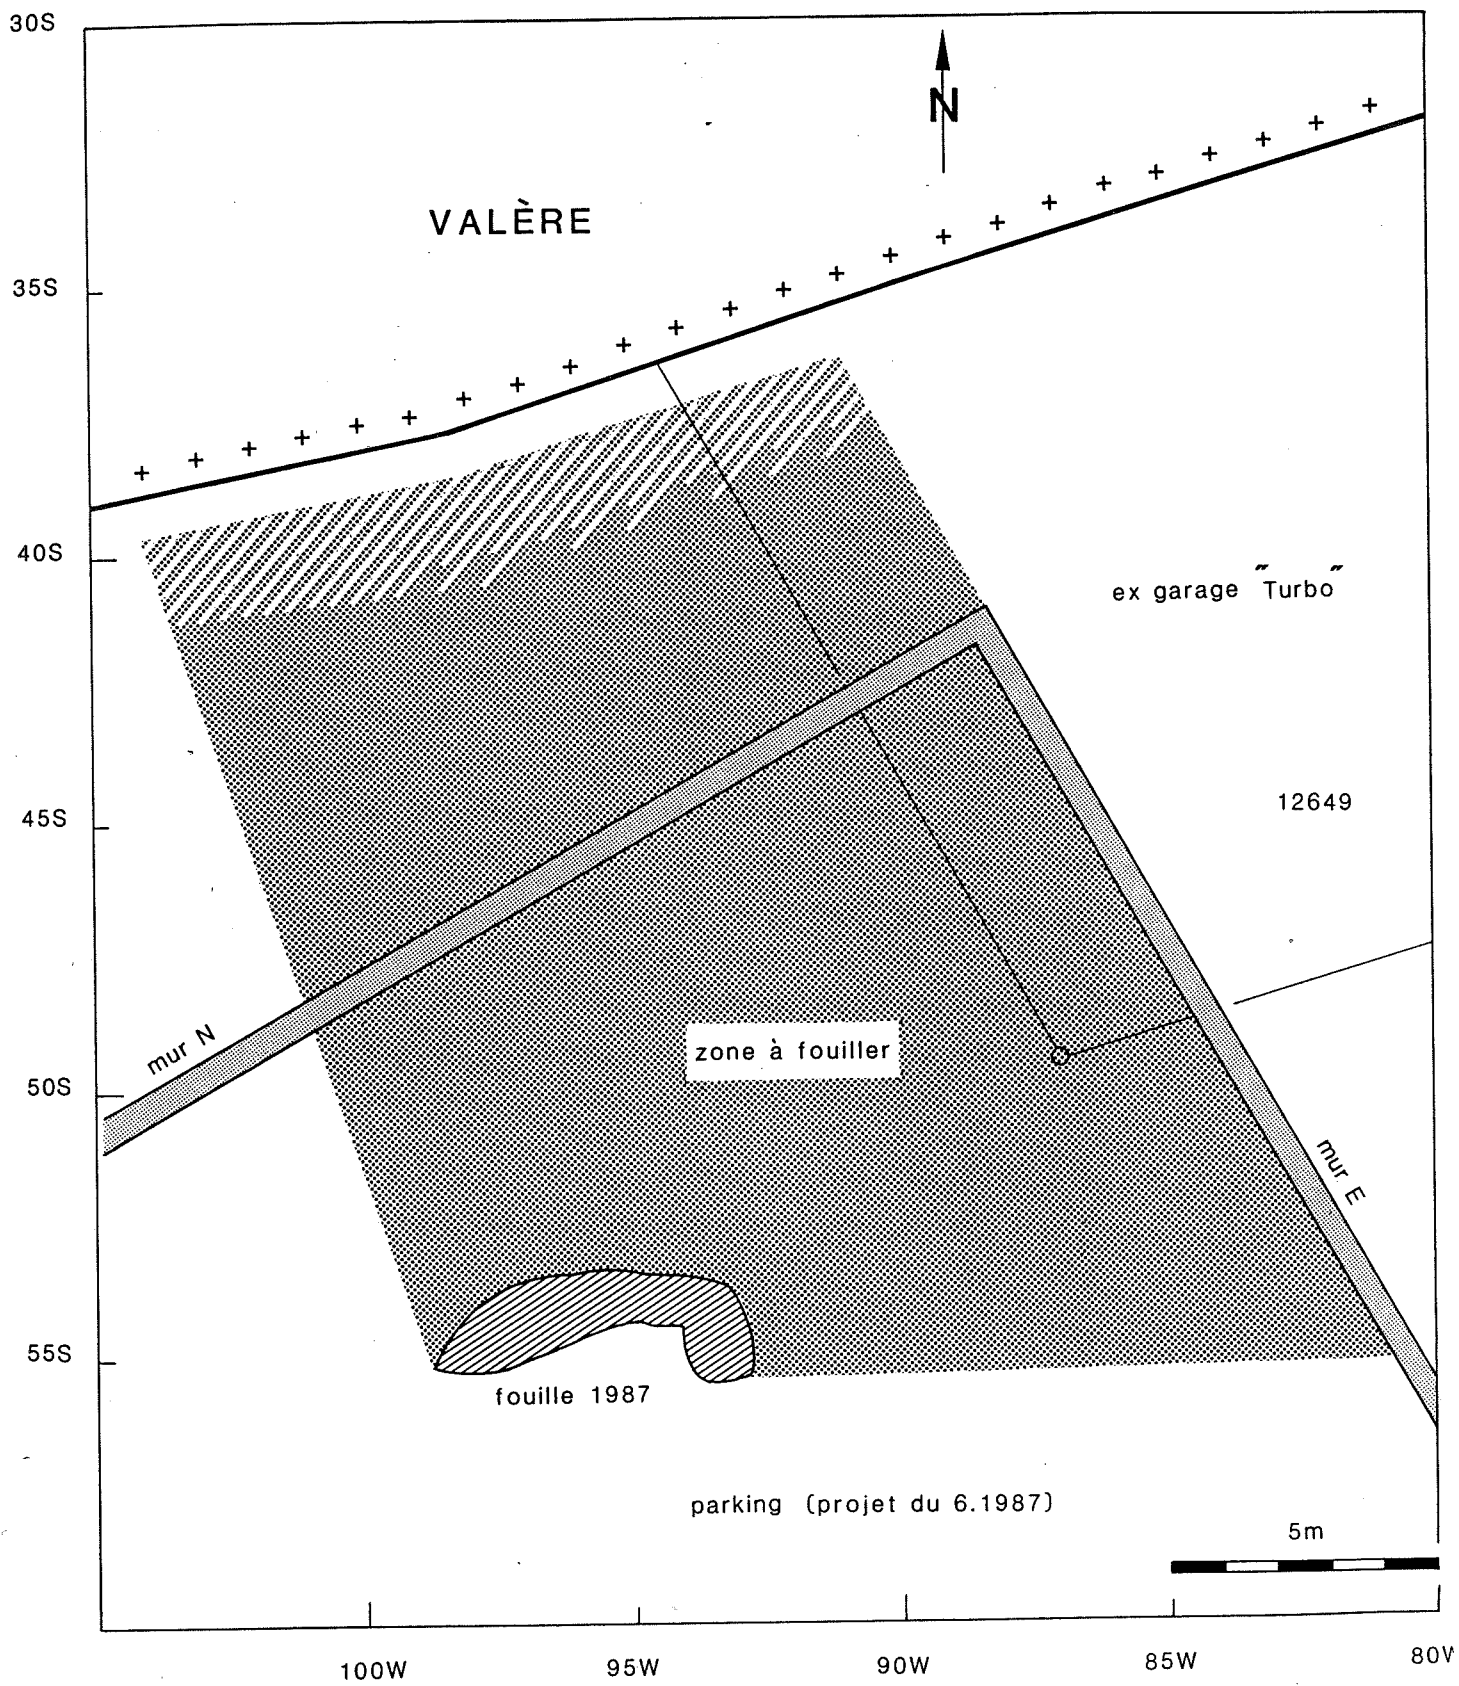 30S
N
VALÈRE
35S
40S
ex garage "Turbo"
45S
12649
mur N
zone à fouiller
50S
mur E
55S
fouille 1987
parking (projet du 6.1987)
5m
100W 95W 90W 85W 80W